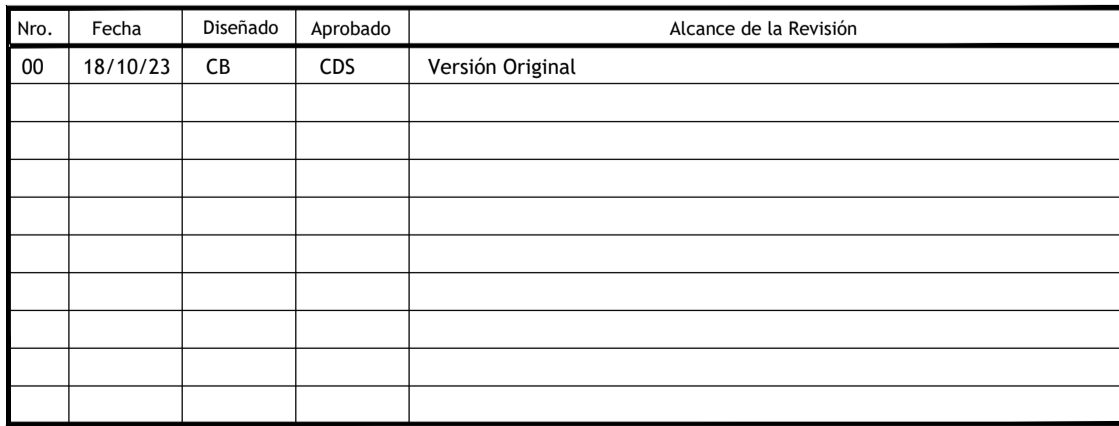 Nro. Fecha Diseñado Aprobado Alcance de la Revisión
00 18/10/23 CB CDS Versión Original